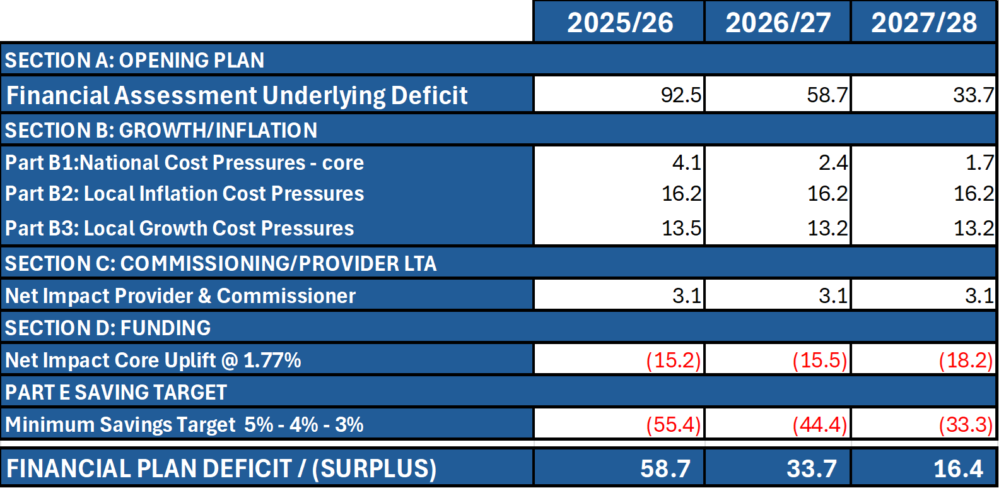 2025/26 2026/27 2027/28
SECTION A: OPENING PLAN
Financial Assessment Underlying Deficit 92.5 58.7 33.7
SECTION B: GROWTH/INFLATION
Part B1:National Cost Pressures - core 4.1 2.4 1.7
Part B2: Local Inflation Cost Pressures 16.2 16.2 16.2
Part B3: Local Growth Cost Pressures 13.5 13.2 13.2
SECTION C: COMMISSIONING/PROVIDER LTA
Net Impact Provider & Commissioner 3.1 3.1 3.1
SECTION D: FUNDING
Net Impact Core Uplift @ 1.77% (15.2) (15.5) (18.2)
PART E SAVING TARGET
Minimum Savings Target 5% - 4% - 3% (55.4) (44.4) (33.3)
FINANCIAL PLAN DEFICIT / (SURPLUS) 58.7 33.7 16.4